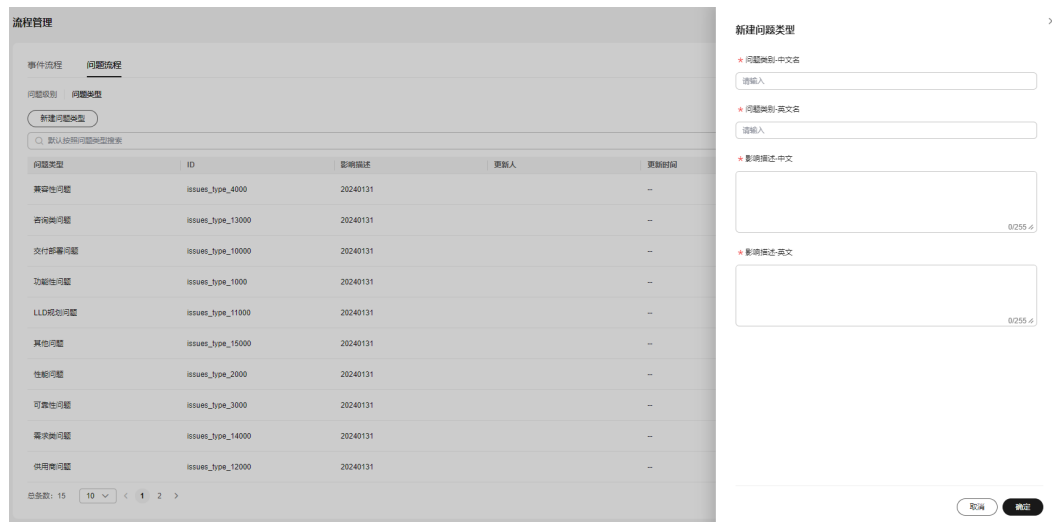 流程管理
事件流程 问题流程
问题级别 问题类型
新建问题类型
默认按照问题类型搜索
问题类型 ID 影响描述 更新人 更新时间
兼容性问题 issues_type_4000 20240131 --
咨询类问题 issues_type_13000 20240131 --
交付部署问题 issues_type_10000 20240131 --
功能性问题 issues_type_1000 20240131 --
LLD规划问题 issues_type_11000 20240131 --
其他问题 issues_type_15000 20240131 --
性能问题 issues_type_2000 20240131 --
可靠性问题 issues_type_3000 20240131 --
需求类问题 issues_type_14000 20240131 --
供用商问题 issues_type_12000 20240131 --
总条数: 15 10 < 1 2 >
新建问题类型
* 问题类别-中文名
请输入
* 问题类别-英文名
请输入
* 影响描述-中文
0/255
* 影响描述-英文
0/255
取消 确定